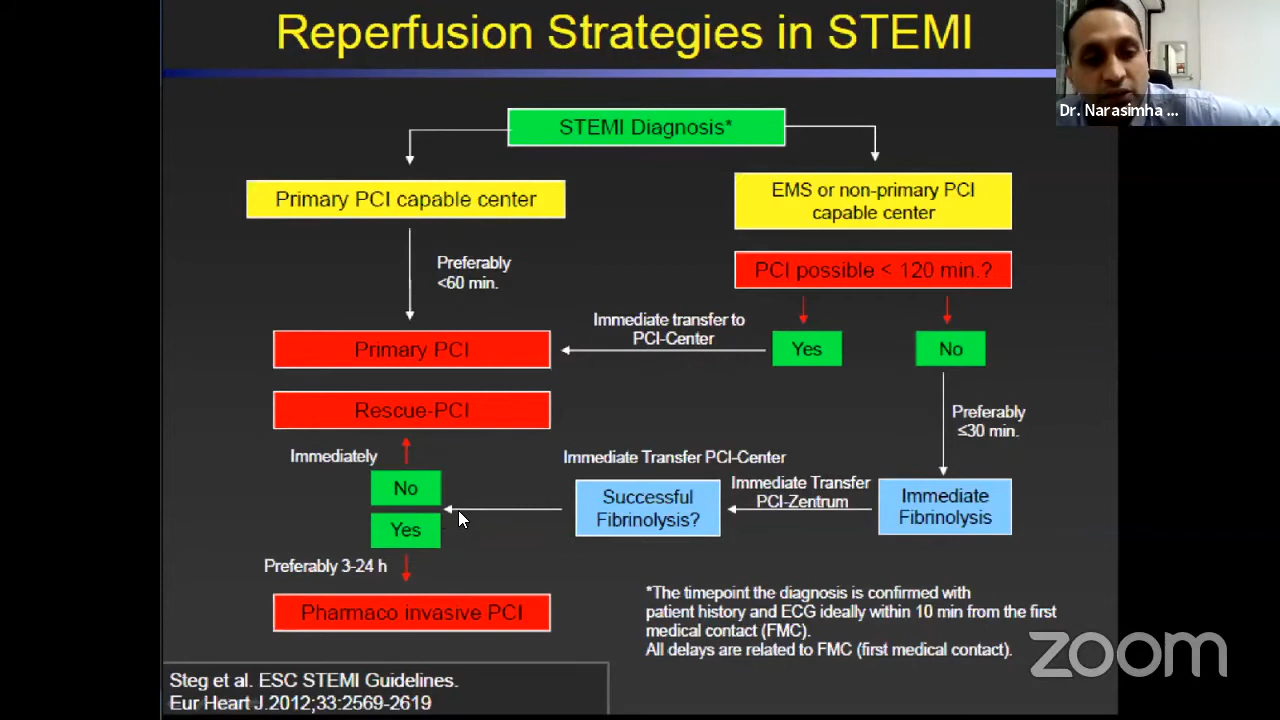 Reperfusion Strategies in STEMI
Dr. Narasimha ...
STEMI Diagnosis*
Primary PCI capable center
EMS or non-primary PCI
capable center
Preferably
<60 min.
PCI possible < 120 min.?
Immediate transfer to
PCI-Center
Primary PCI
Yes
No
Rescue-PCI
Preferably
≤30 min.
Immediately
Immediate Transfer PCI-Center
No
Successful
Fibrinolysis?
Immediate Transfer
PCI-Zentrum
Immediate
Fibrinolysis
Yes
Preferably 3-24 h
Pharmaco invasive PCI
*The timepoint the diagnosis is confirmed with
patient history and ECG ideally within 10 min from the first
medical contact (FMC).
All delays are related to FMC (first medical contact).
zoom
Steg et al. ESC STEMI Guidelines.
Eur Heart J.2012;33:2569-2619